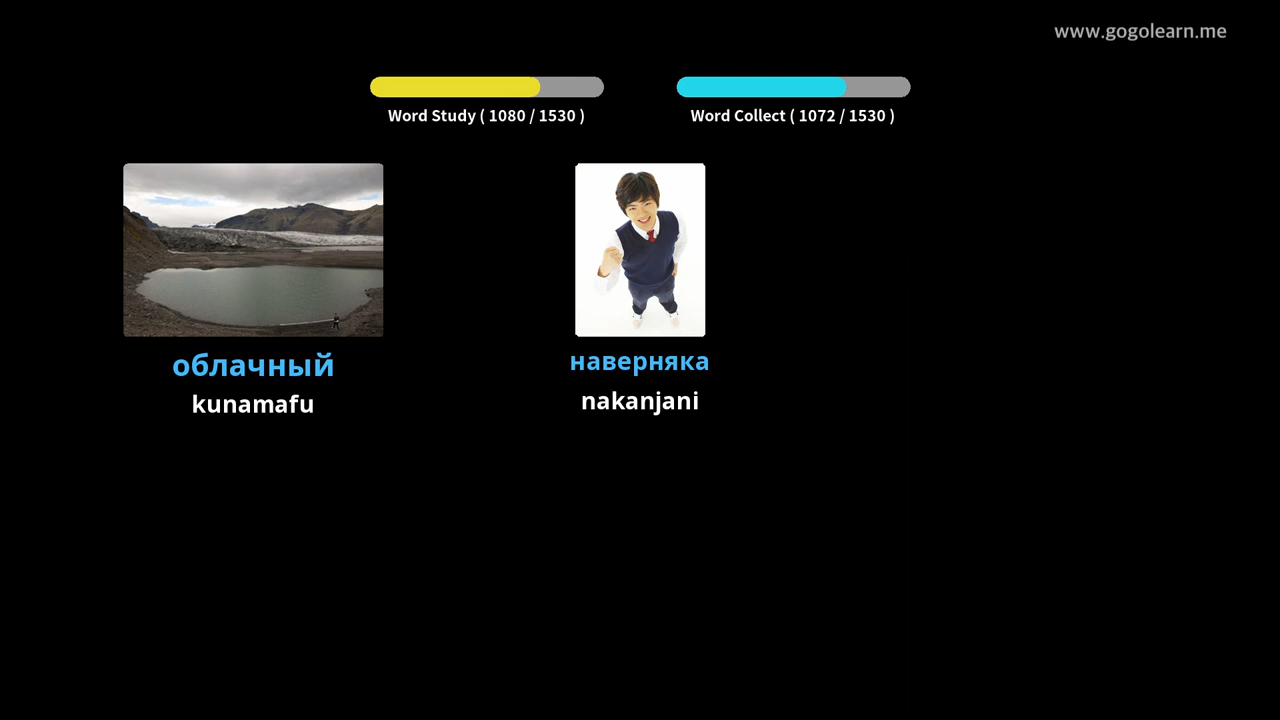 www.gogolearn.me
Word Study ( 1080 / 1530 )
Word Collect ( 1072 / 1530 )
облачный
kunamafu
наверняка
nakanjani